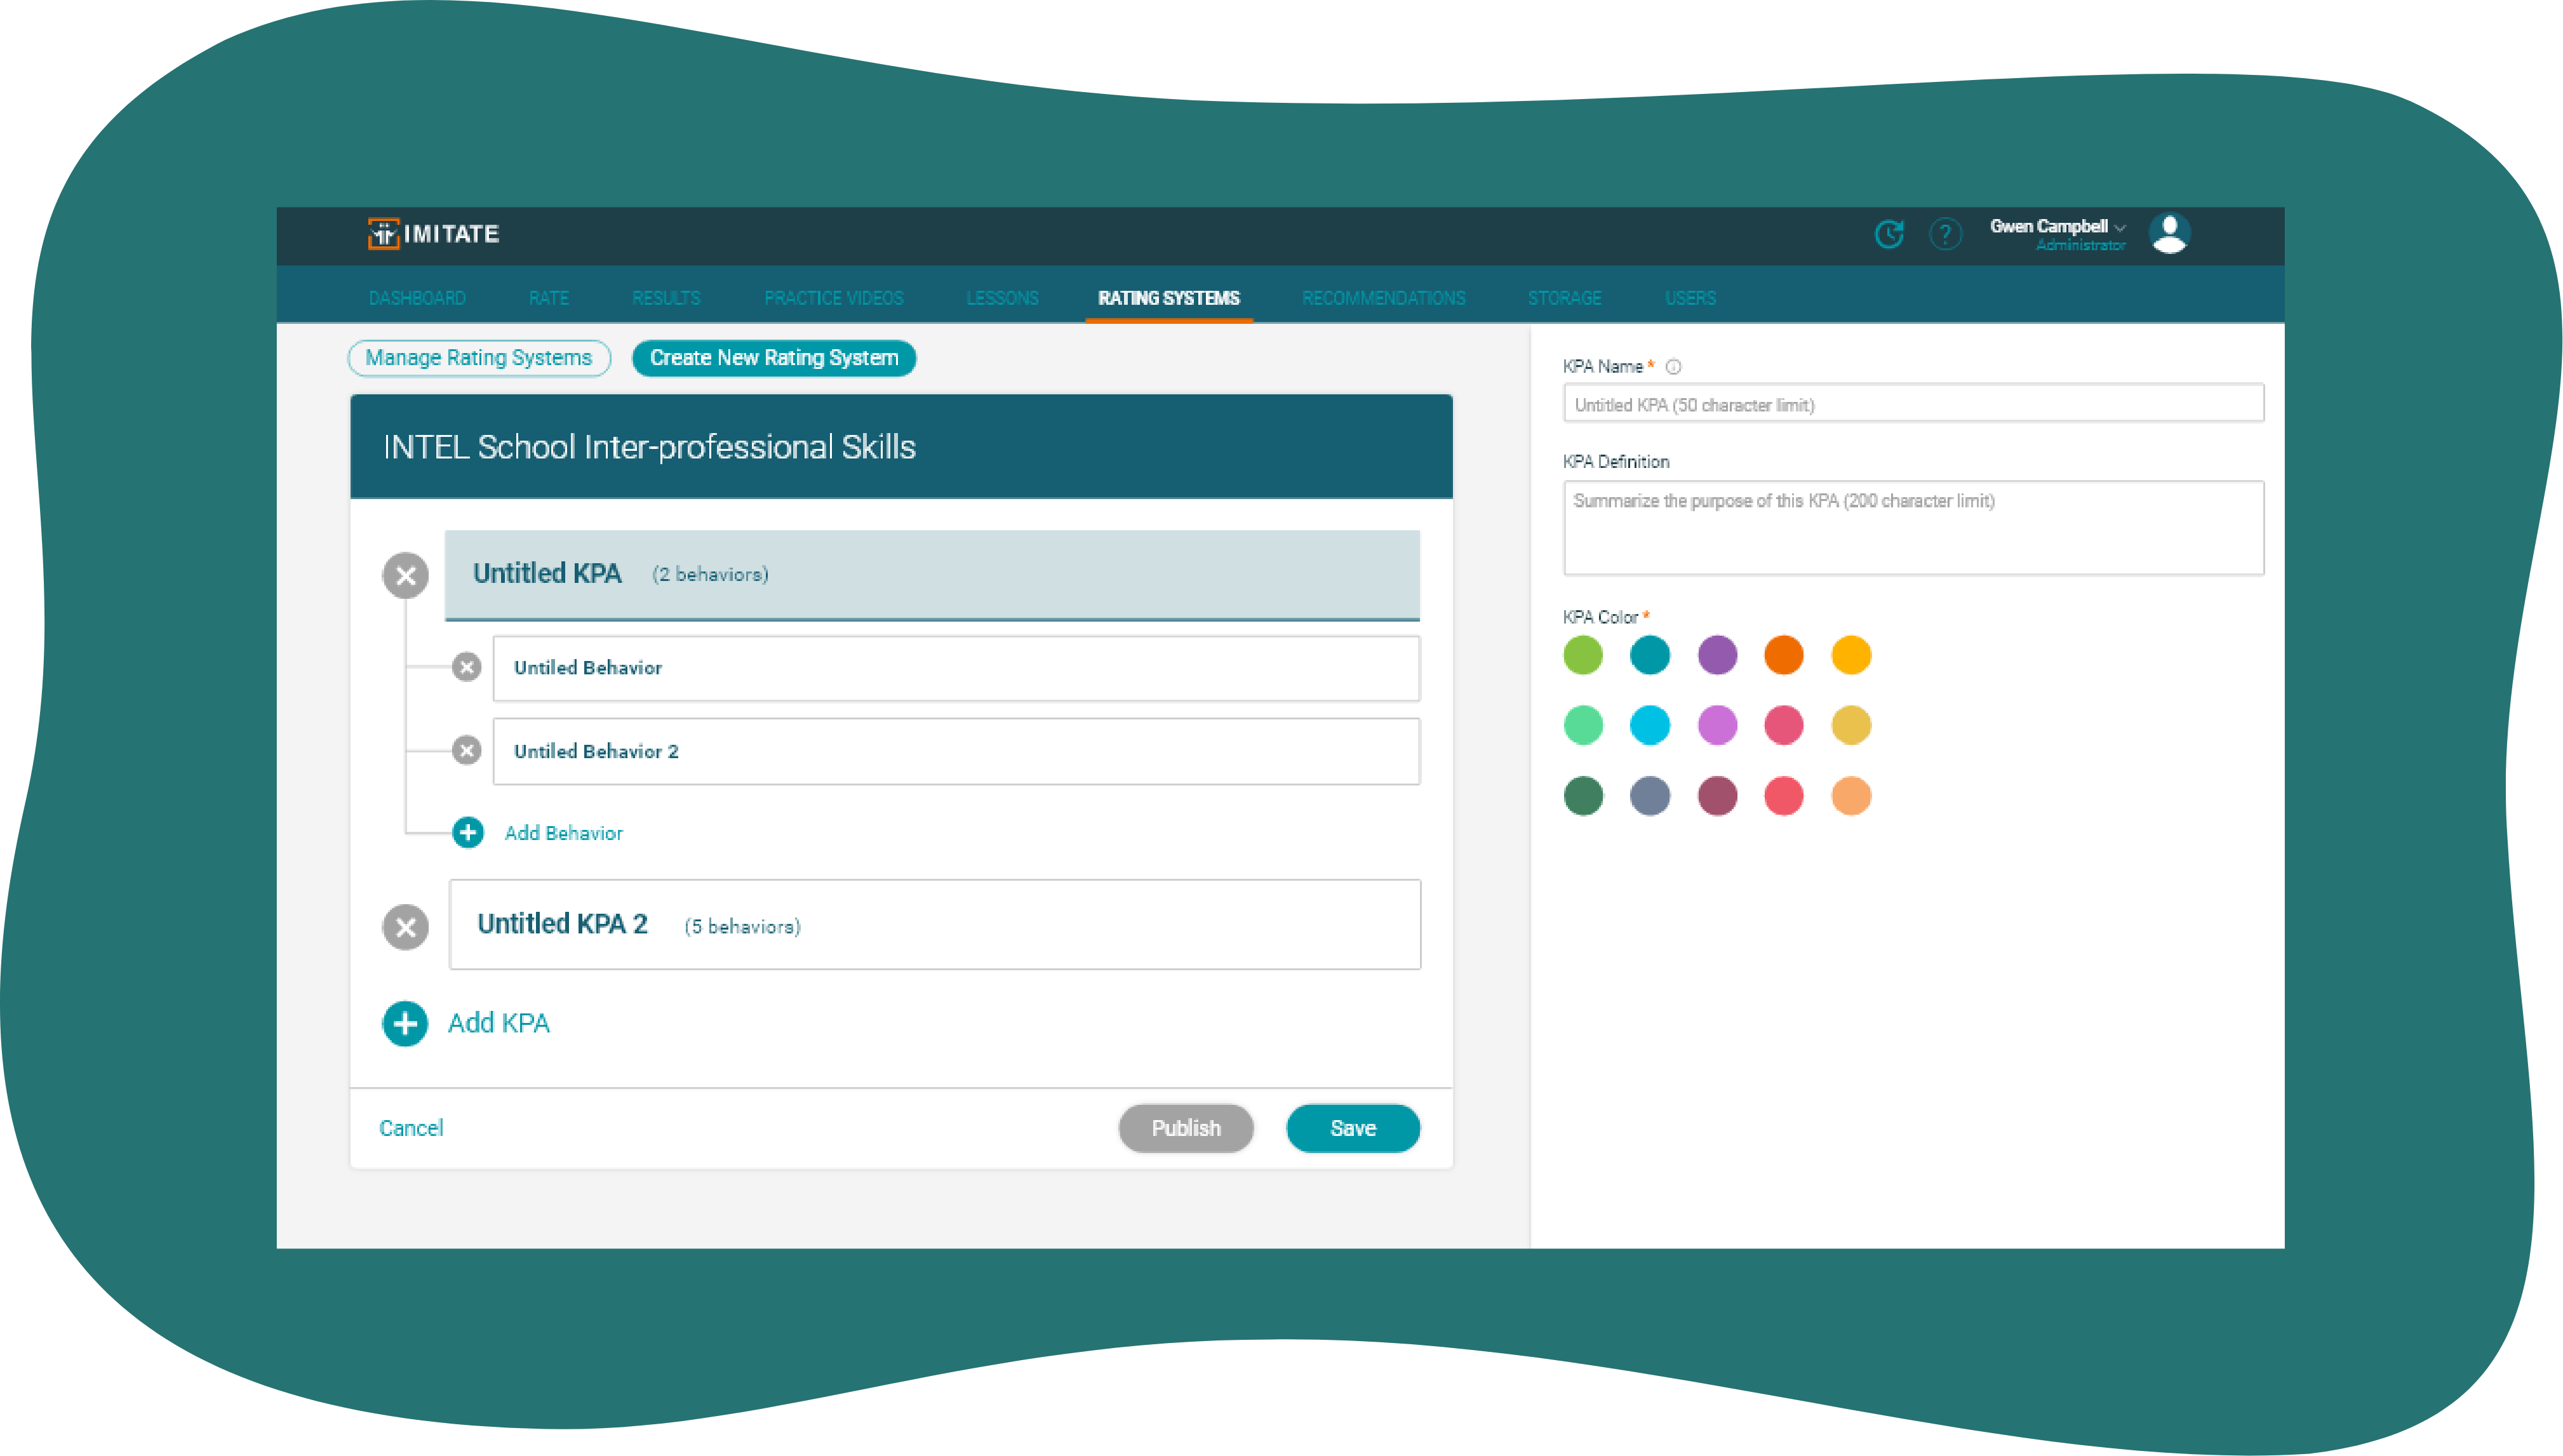 IMITATE
?
Gwen Campbell
Administrator
DASHBOARD RATE RESULTS PRACTICE VIDEOS LESSONS RATING SYSTEMS RECOMMENDATIONS STORAGE USERS
Manage Rating Systems Create New Rating System
INTEL School Inter-professional Skills
Untitled KPA (2 behaviors)
Untiled Behavior
Untiled Behavior 2
Add Behavior
Untitled KPA 2 (5 behaviors)
Add KPA
Cancel Publish Save
KPA Name *
Untitled KPA (50 character limit)
KPA Definition
Summarize the purpose of this KPA (200 character limit)
KPA Color *